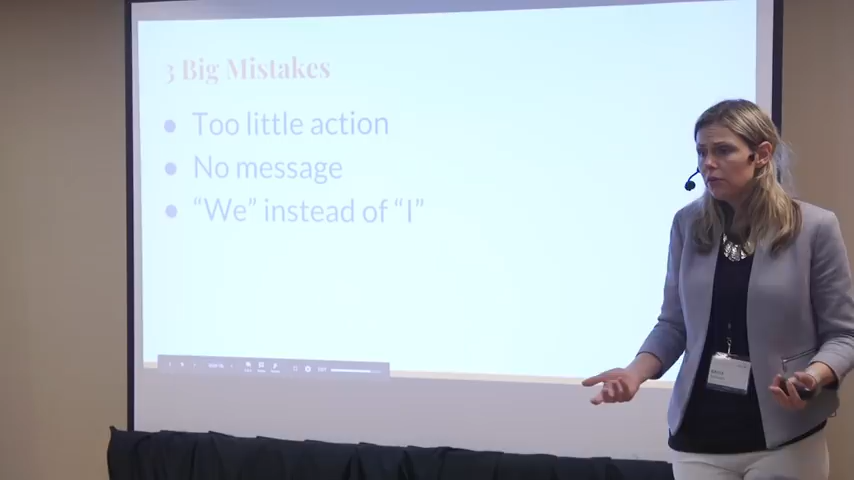 3 Big Mistakes
● Too little action
● No message
● “We” instead of “I”